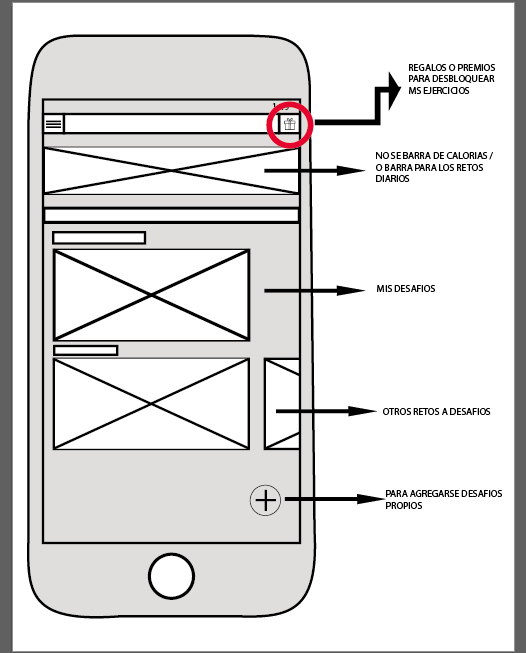 REGALOS O PREMIOS
PARA DESBLOQUEAR
MS EJERCICIOS
NO SE BARRA DE CALORIAS /
O BARRA PARA LOS RETOS
DIARIOS
MIS DESAFIOS
OTROS RETOS A DESAFIOS
PARA AGREGARSE DESAFIOS
PROPIOS